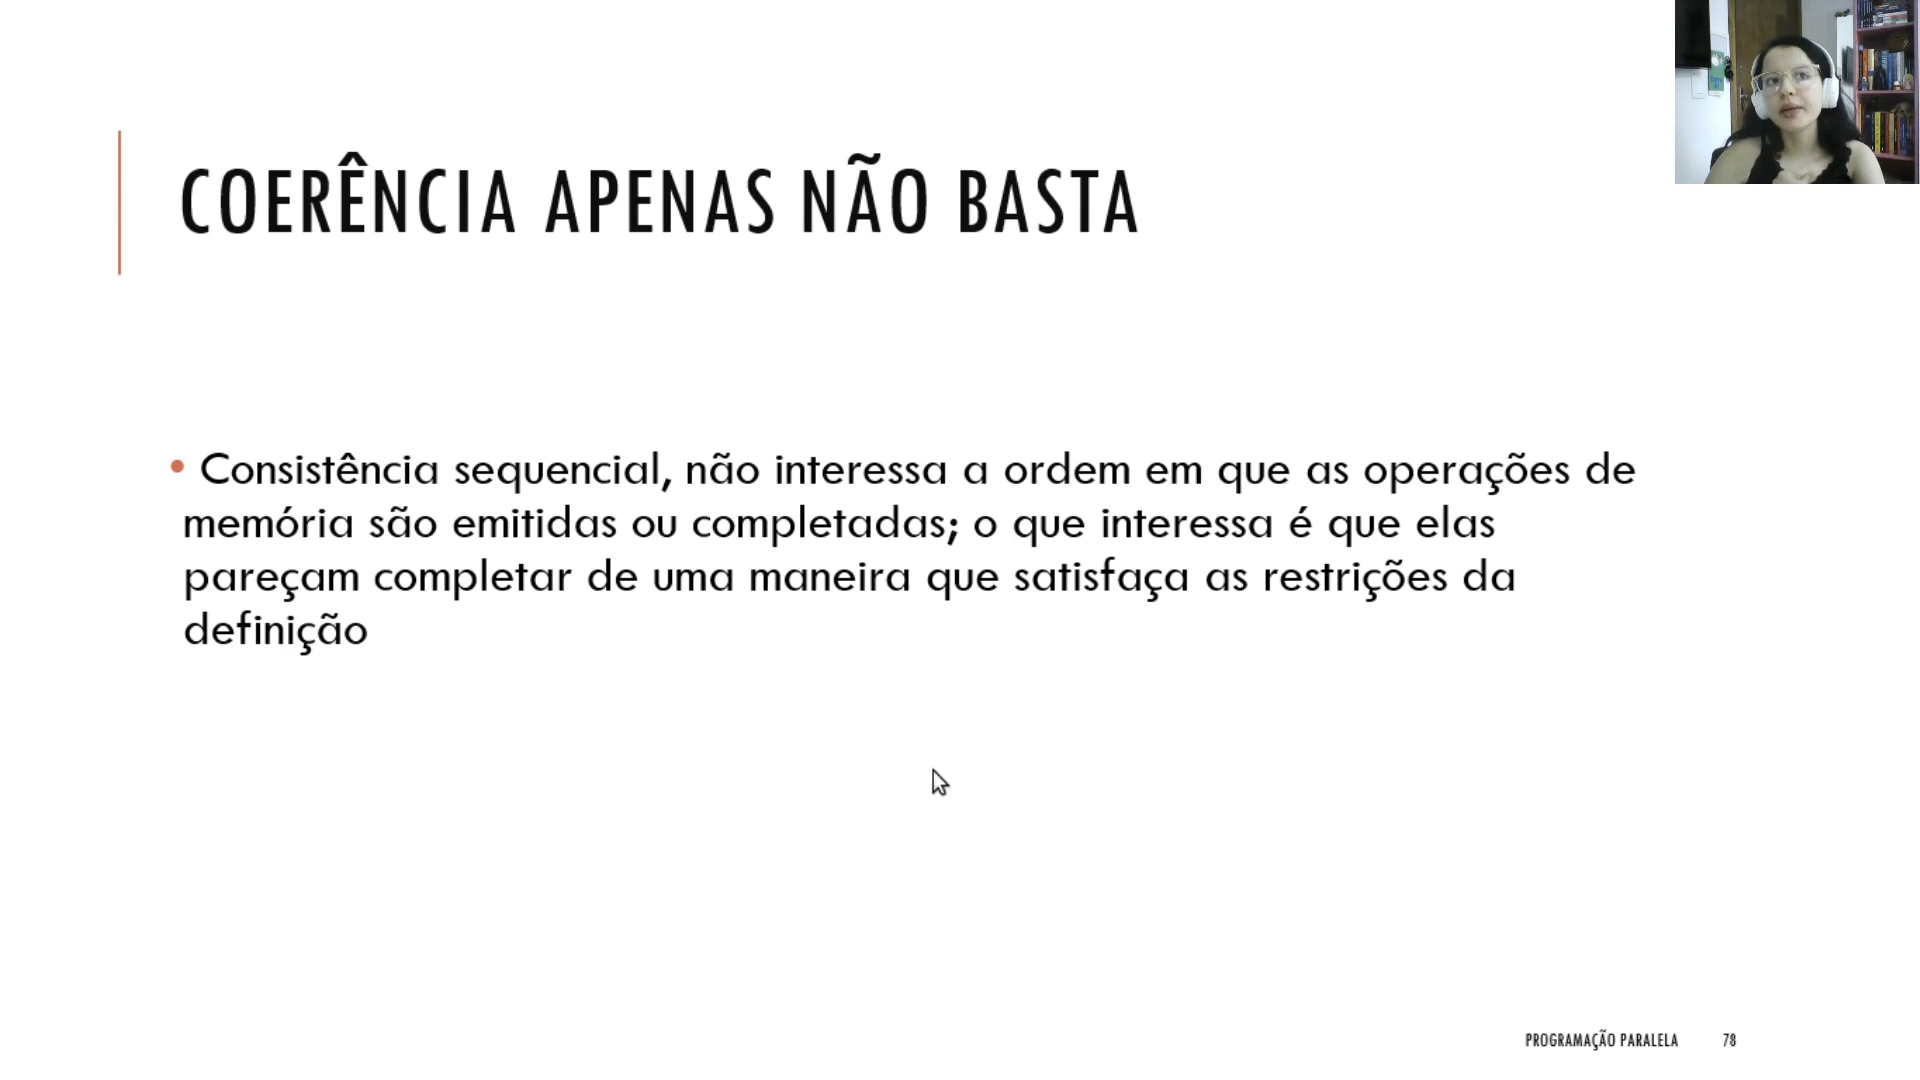 COERÊNCIA APENAS NÃO BASTA
• Consistência sequencial, não interessa a ordem em que as operações de
memória são emitidas ou completadas; o que interessa é que elas
pareçam completar de uma maneira que satisfaça as restrições da
definição
PROGRAMAÇÃO PARALELA 78